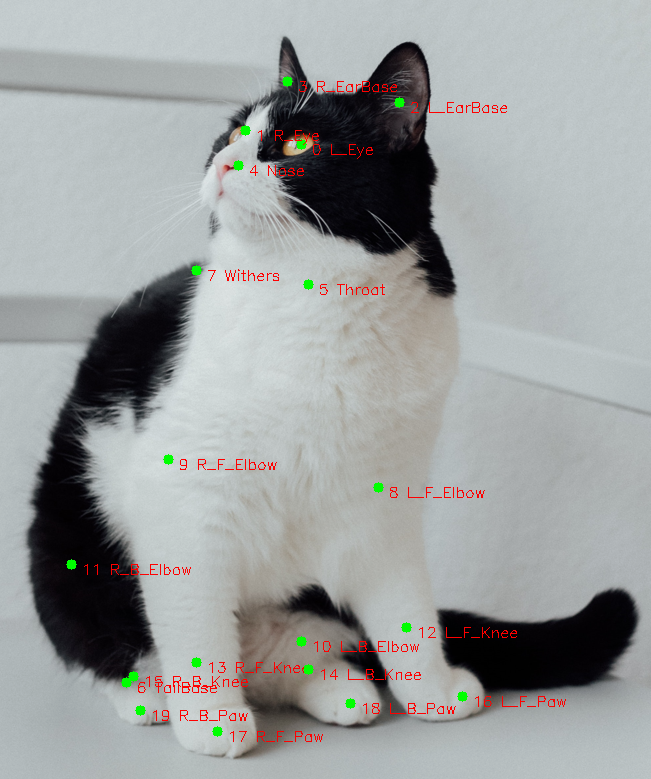 3 R_EarBase
2 L_EarBase
1 R_Eye
0 L_Eye
4 Nose
7 Withers
5 Throat
9 R_F_Elbow
8 L_F_Elbow
11 R_B_Elbow
12 L_F_Knee
10 L_B_Elbow
13 R_F_Knee
14 L_B_Knee
15 R_B_Knee
6 TailBase
16 L_F_Paw
18 L_B_Paw
19 R_B_Paw
17 R_F_Paw